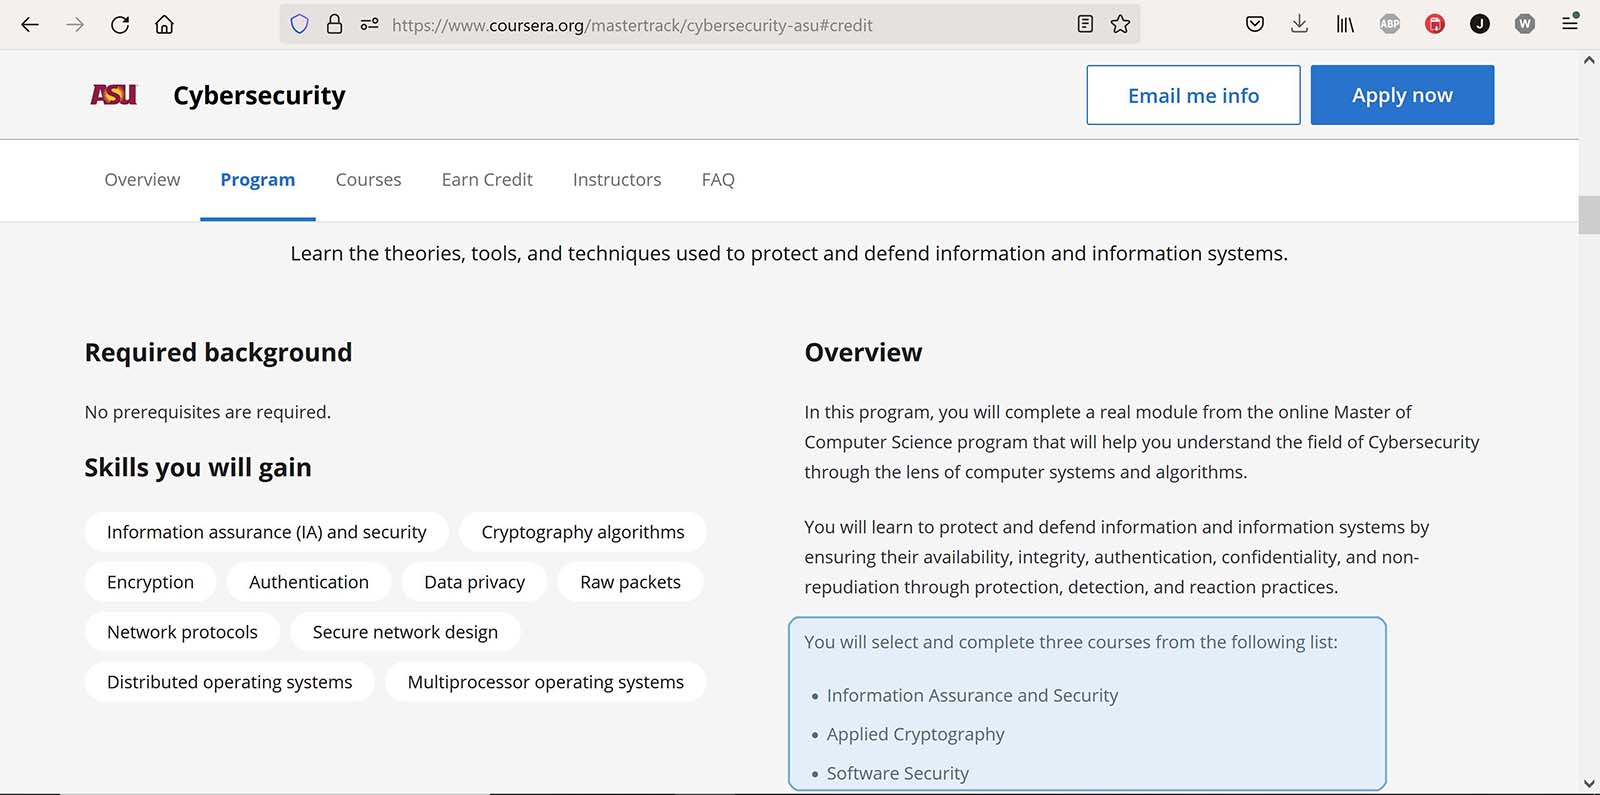 https://www.coursera.org/mastertrack/cybersecurity-asu#credit
ABP
J
W
ASU Cybersecurity
Email me info
Apply now
Overview
Program
Courses
Earn Credit
Instructors
FAQ
Learn the theories, tools, and techniques used to protect and defend information and information systems.
Required background
No prerequisites are required.
Skills you will gain
Information assurance (IA) and security
Cryptography algorithms
Encryption
Authentication
Data privacy
Raw packets
Network protocols
Secure network design
Distributed operating systems
Multiprocessor operating systems
Overview
In this program, you will complete a real module from the online Master of
Computer Science program that will help you understand the field of Cybersecurity
through the lens of computer systems and algorithms.
You will learn to protect and defend information and information systems by
ensuring their availability, integrity, authentication, confidentiality, and non-
repudiation through protection, detection, and reaction practices.
You will select and complete three courses from the following list:
• Information Assurance and Security
• Applied Cryptography
• Software Security